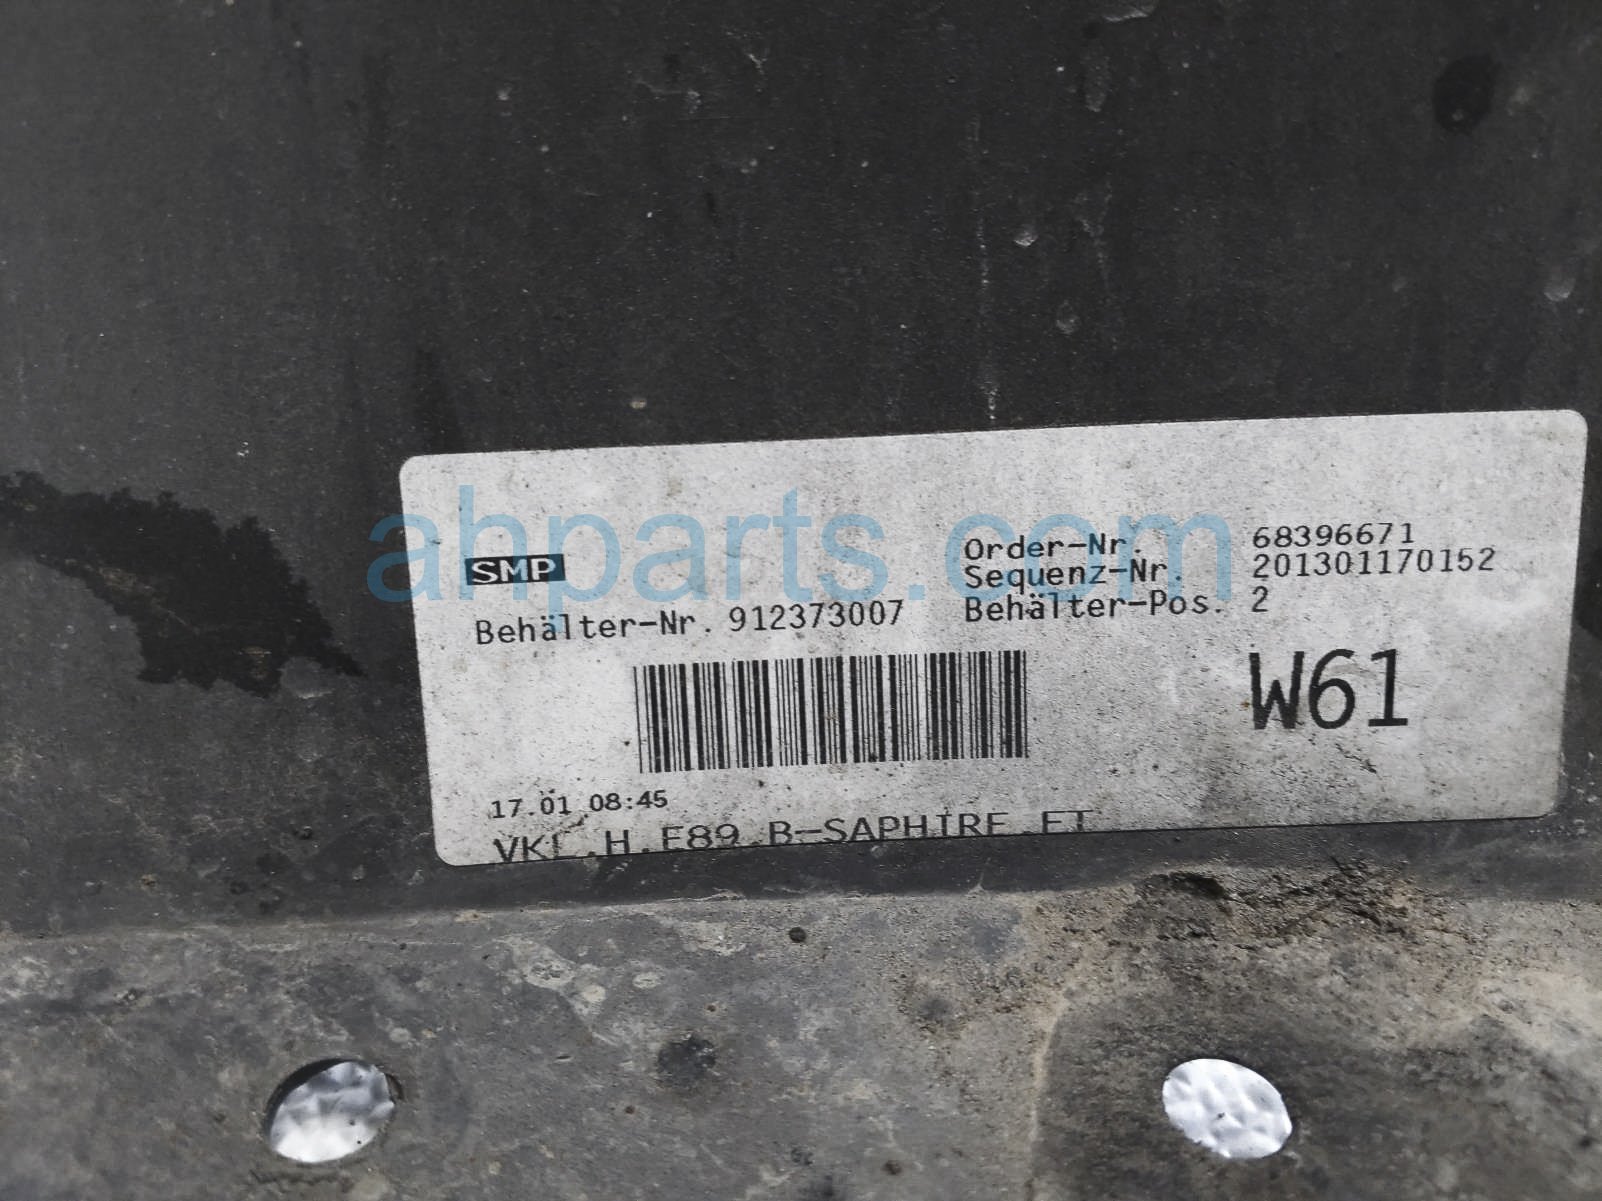 ahparts.com
SMP
Order-Nr. 68396671
Sequenz-Nr. 201301170152
Behälter-Nr. 912373007 Behälter-Pos. 2
W61
17.01 08:45
VKL.H.E89 B-SAPHIRE ET